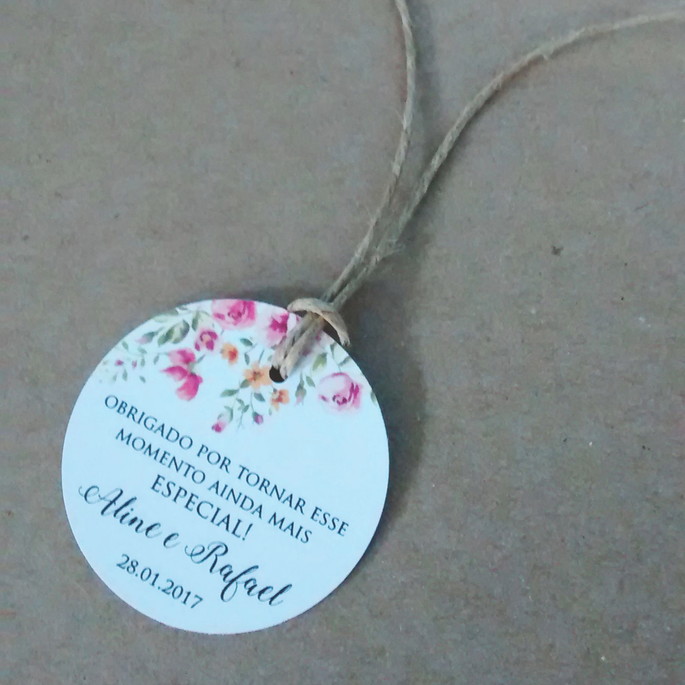 OBRIGADO POR TORNAR ESSE
MOMENTO AINDA MAIS
ESPECIAL!
Aline e Rafael
28.01.2017